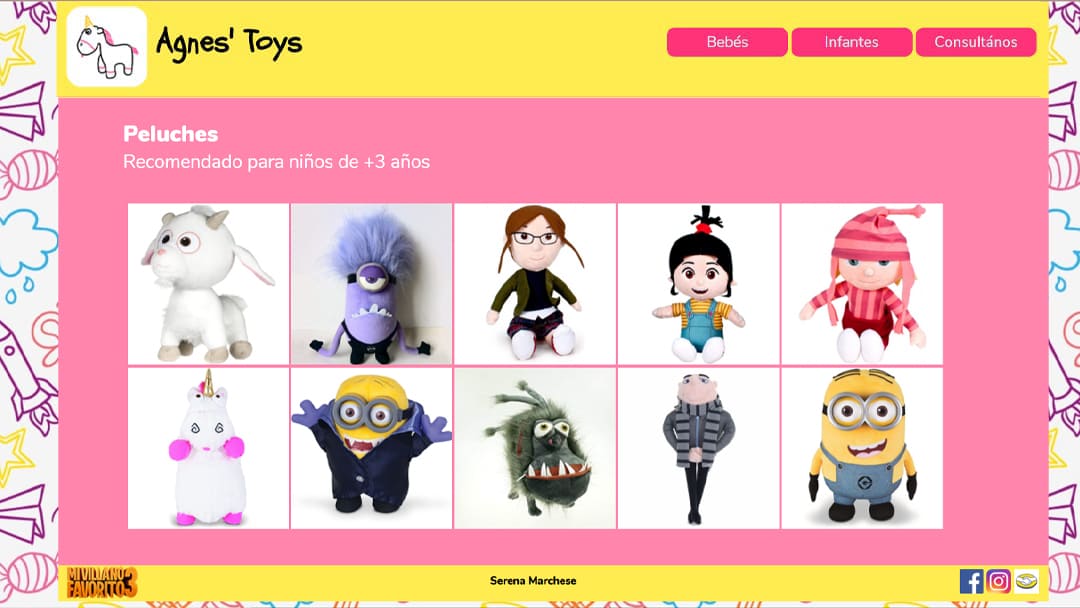 Agnes' Toys
Bebés
Infantes
Consultános
Peluches
Recomendado para niños de +3 años
MI VILLANO
FAVORITO 3
Serena Marchese